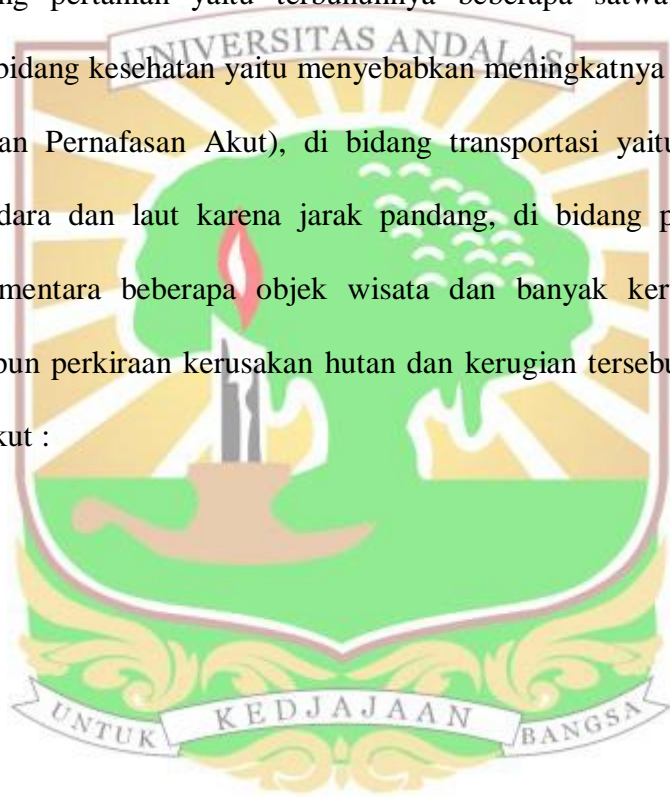 ng pertanian yaitu terbunuhnya beberapa satwa
UNIVERSITAS ANDALAS
bidang kesehatan yaitu menyebabkan meningkatnya
an Pernafasan Akut), di bidang transportasi yaitu
dara dan laut karena jarak pandang, di bidang p
mentara beberapa objek wisata dan banyak ker
pun perkiraan kerusakan hutan dan kerugian tersebu
kut :
UNTUK KEDJAJAAN BANGSA